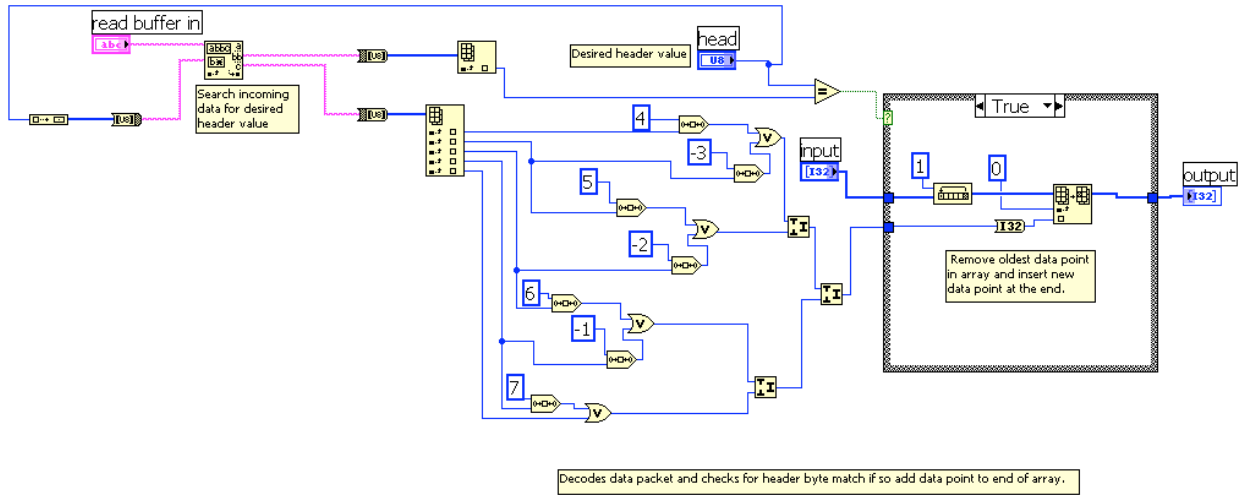 read buffer in
abc
abbc
a
bb
c
[U8]
Desired header value
head
U8
Search incoming
data for desired
header value
[U8]
[U8]
=
True
?
4
V
-3
input
[I32]
5
V
-2
1
0
output
[I32]
I32
Remove oldest data point
in array and insert new
data point at the end.
6
V
-1
7
V
Decodes data packet and checks for header byte match if so add data point to end of array.